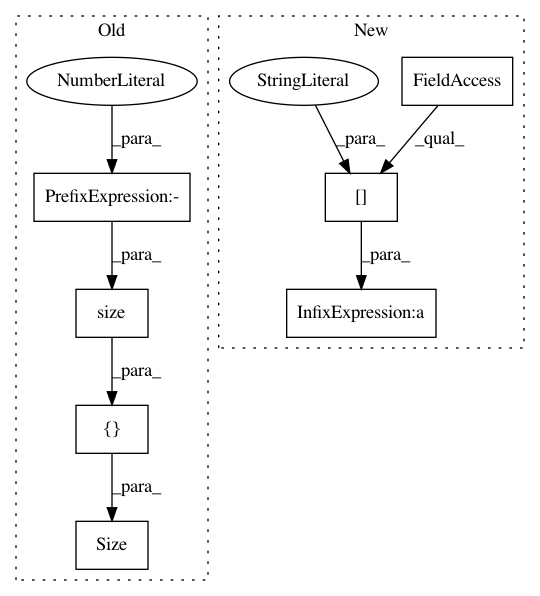 Old
New
NumberLiteral
StringLiteral
FieldAccess
_para_
_para_
_qual_
PrefixExpression:-
[]
_para_
_para_
size
InfixExpression:a
_para_
{}
_para_
Size